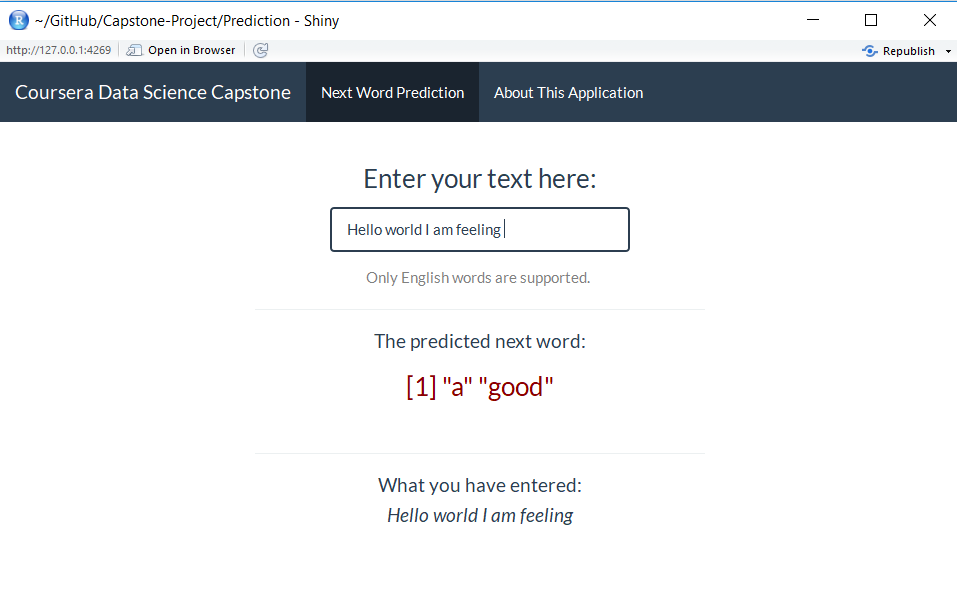 ~/GitHub/Capstone-Project/Prediction - Shiny
http://127.0.0.1:4269 Open in Browser Republish
Coursera Data Science Capstone Next Word Prediction About This Application
Enter your text here:
Hello world I am feeling
Only English words are supported.
The predicted next word:
[1] "a" "good"
What you have entered:
Hello world I am feeling